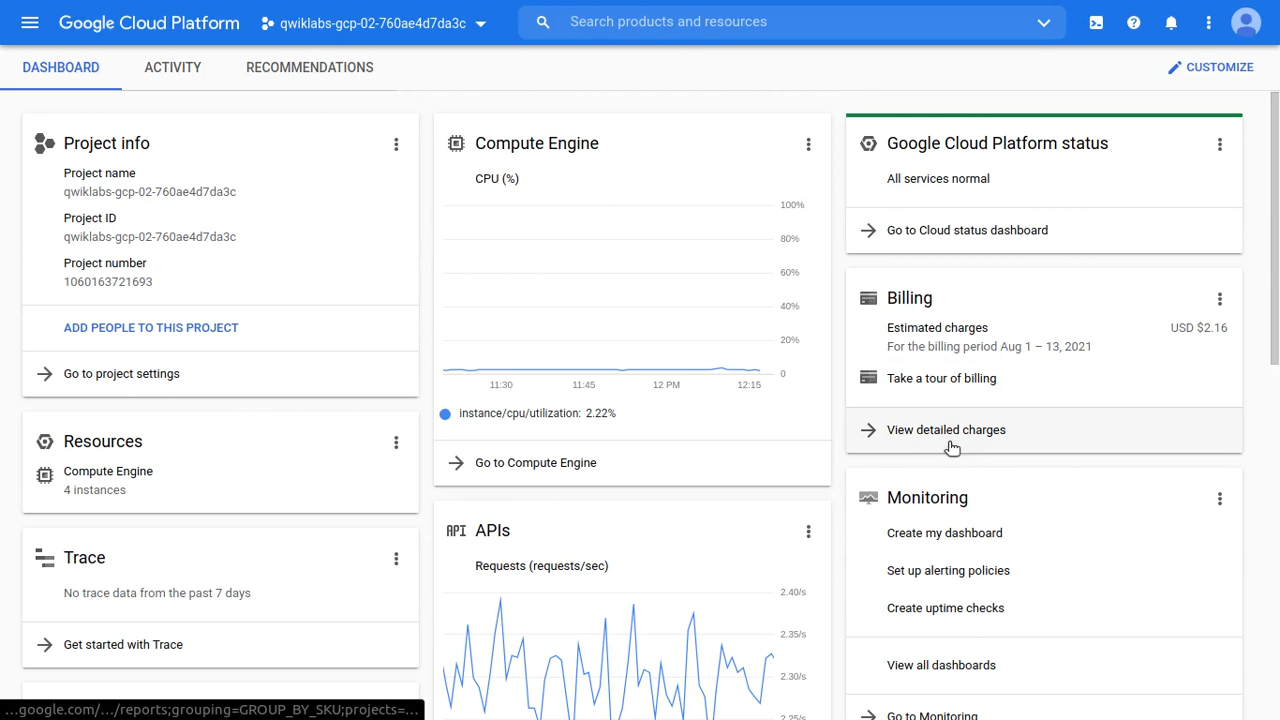 Google Cloud Platform
qwiklabs-gcp-02-760ae4d7da3c
Search products and resources
DASHBOARD
ACTIVITY
RECOMMENDATIONS
CUSTOMIZE
Project info
Project name
qwiklabs-gcp-02-760ae4d7da3c
Project ID
qwiklabs-gcp-02-760ae4d7da3c
Project number
1060163721693
ADD PEOPLE TO THIS PROJECT
Go to project settings
Resources
Compute Engine
4 instances
Trace
No trace data from the past 7 days
Get started with Trace
...google.com/.../reports;grouping=GROUP_BY_SKU;projects=...
Compute Engine
CPU (%)
100%
80%
60%
40%
20%
0
11:30 11:45 12 PM 12:15
instance/cpu/utilization: 2.22%
Go to Compute Engine
API APIs
Requests (requests/sec)
2.40/s
2.35/s
2.30/s
2.25/s
Google Cloud Platform status
All services normal
Go to Cloud status dashboard
Billing
Estimated charges USD $2.16
For the billing period Aug 1 – 13, 2021
Take a tour of billing
View detailed charges
Monitoring
Create my dashboard
Set up alerting policies
Create uptime checks
View all dashboards
Go to Monitoring